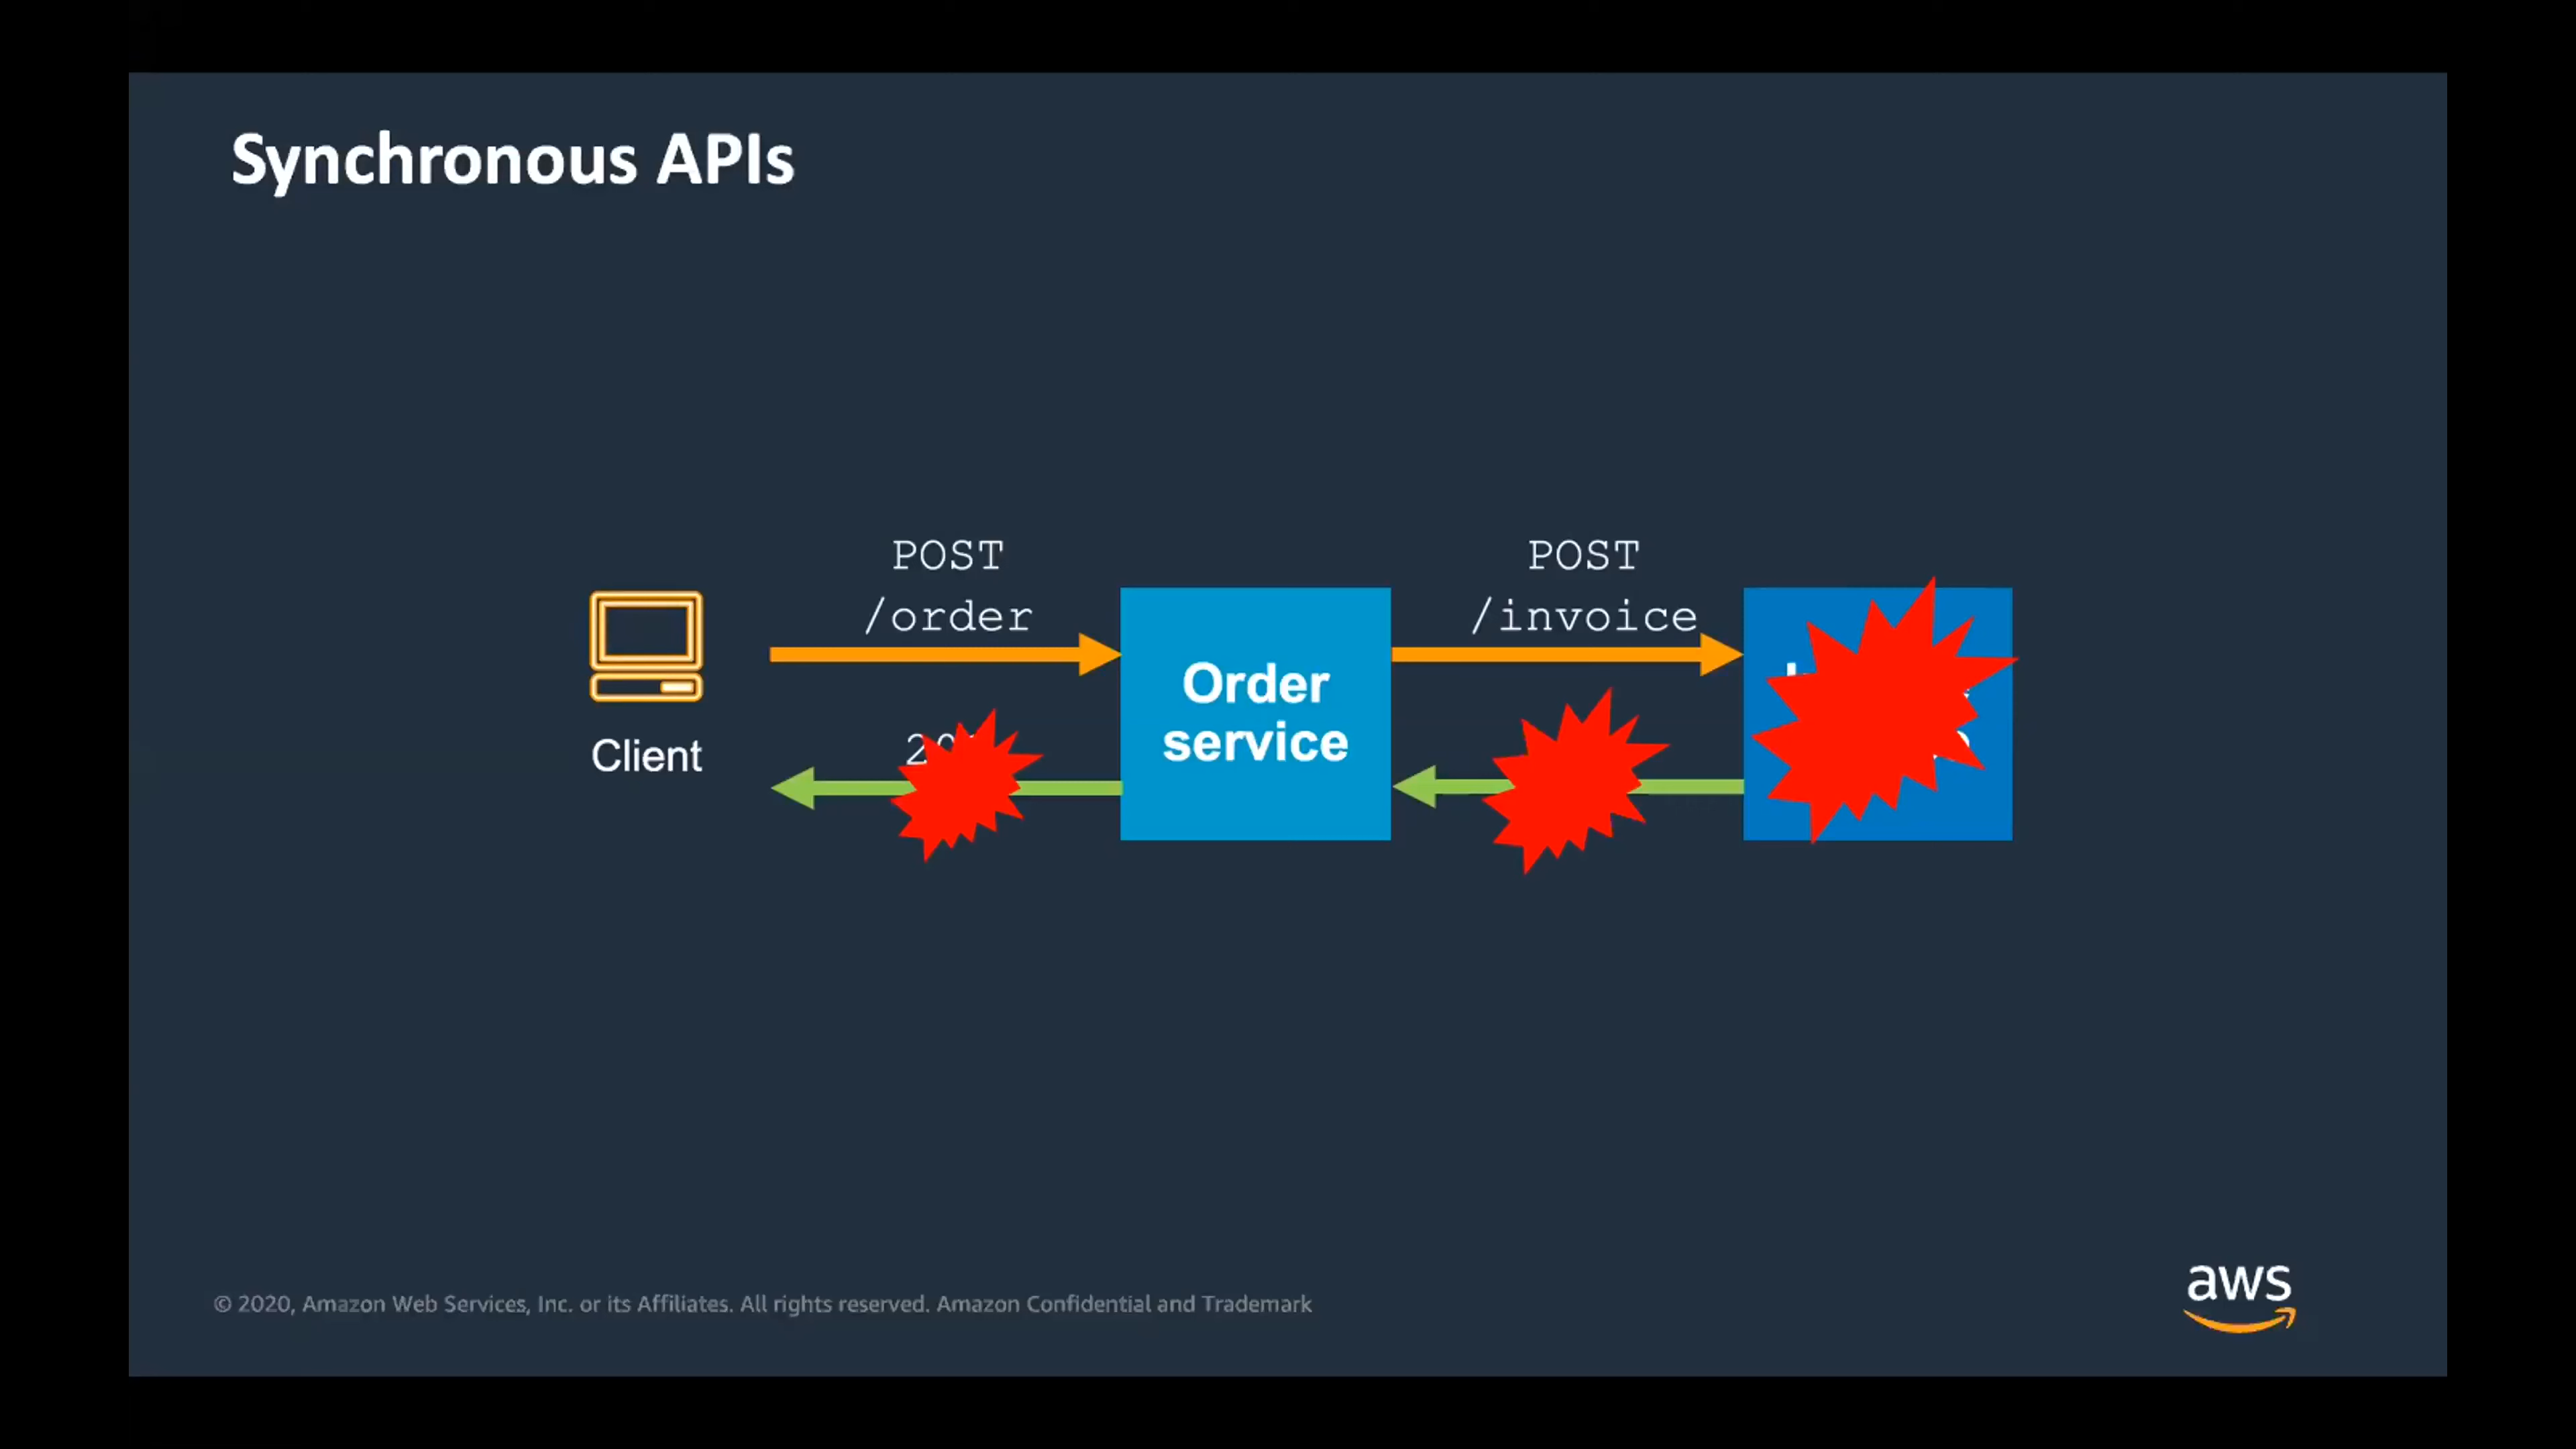 Synchronous APIs
POST
/order
POST
/invoice
Order
service
Client
© 2020, Amazon Web Services, Inc. or its Affiliates. All rights reserved. Amazon Confidential and Trademark
aws